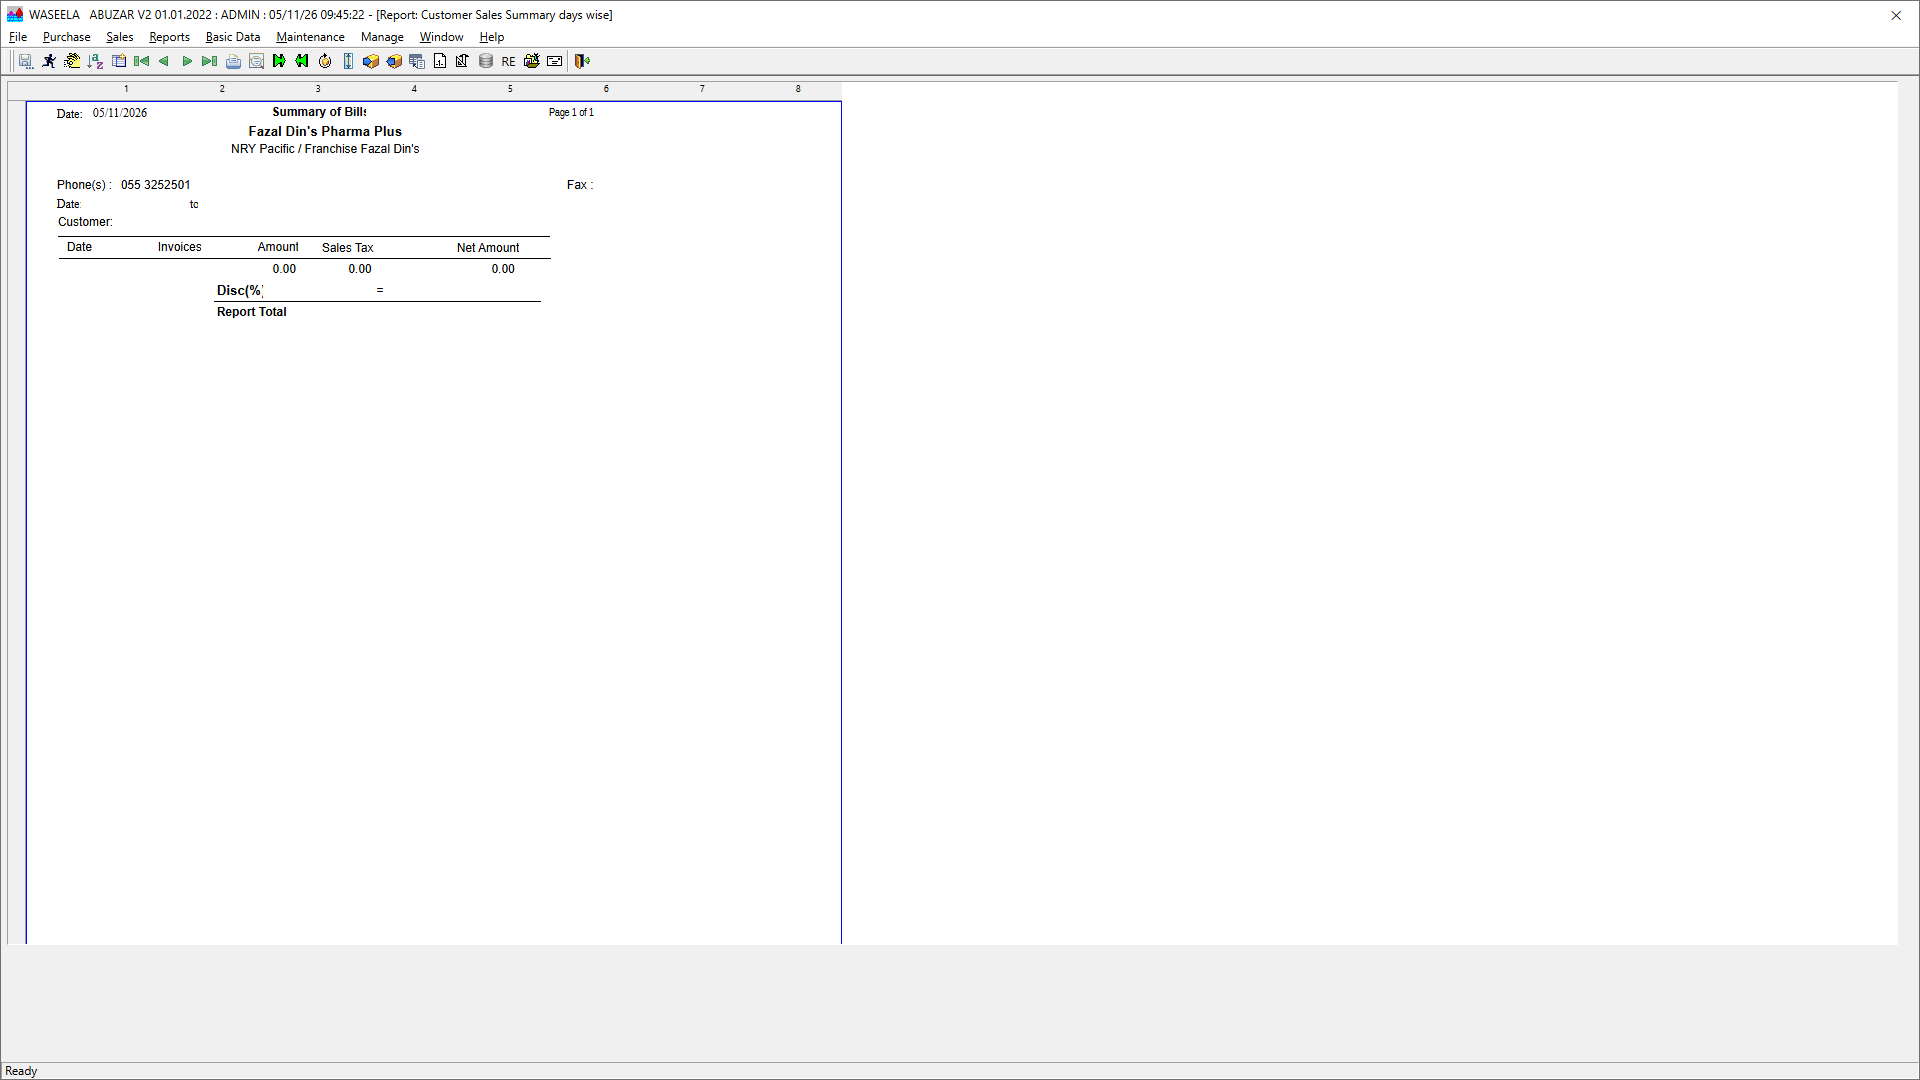 WASEELA ABUZAR V2 01.01.2022 : ADMIN : 05/11/26 09:45:22 - [Report: Customer Sales Summary days wise]
File Purchase Sales Reports Basic Data Maintenance Manage Window Help
RE
1 2 3 4 5 6 7 8
Date: 05/11/2026 Summary of Bills Page 1 of 1
Fazal Din's Pharma Plus
NRY Pacific / Franchise Fazal Din's
Phone(s) : 055 3252501 Fax :
Date: to
Customer:
Date Invoices Amount Sales Tax Net Amount
0.00 0.00 0.00
Disc(%) =
Report Total
Ready